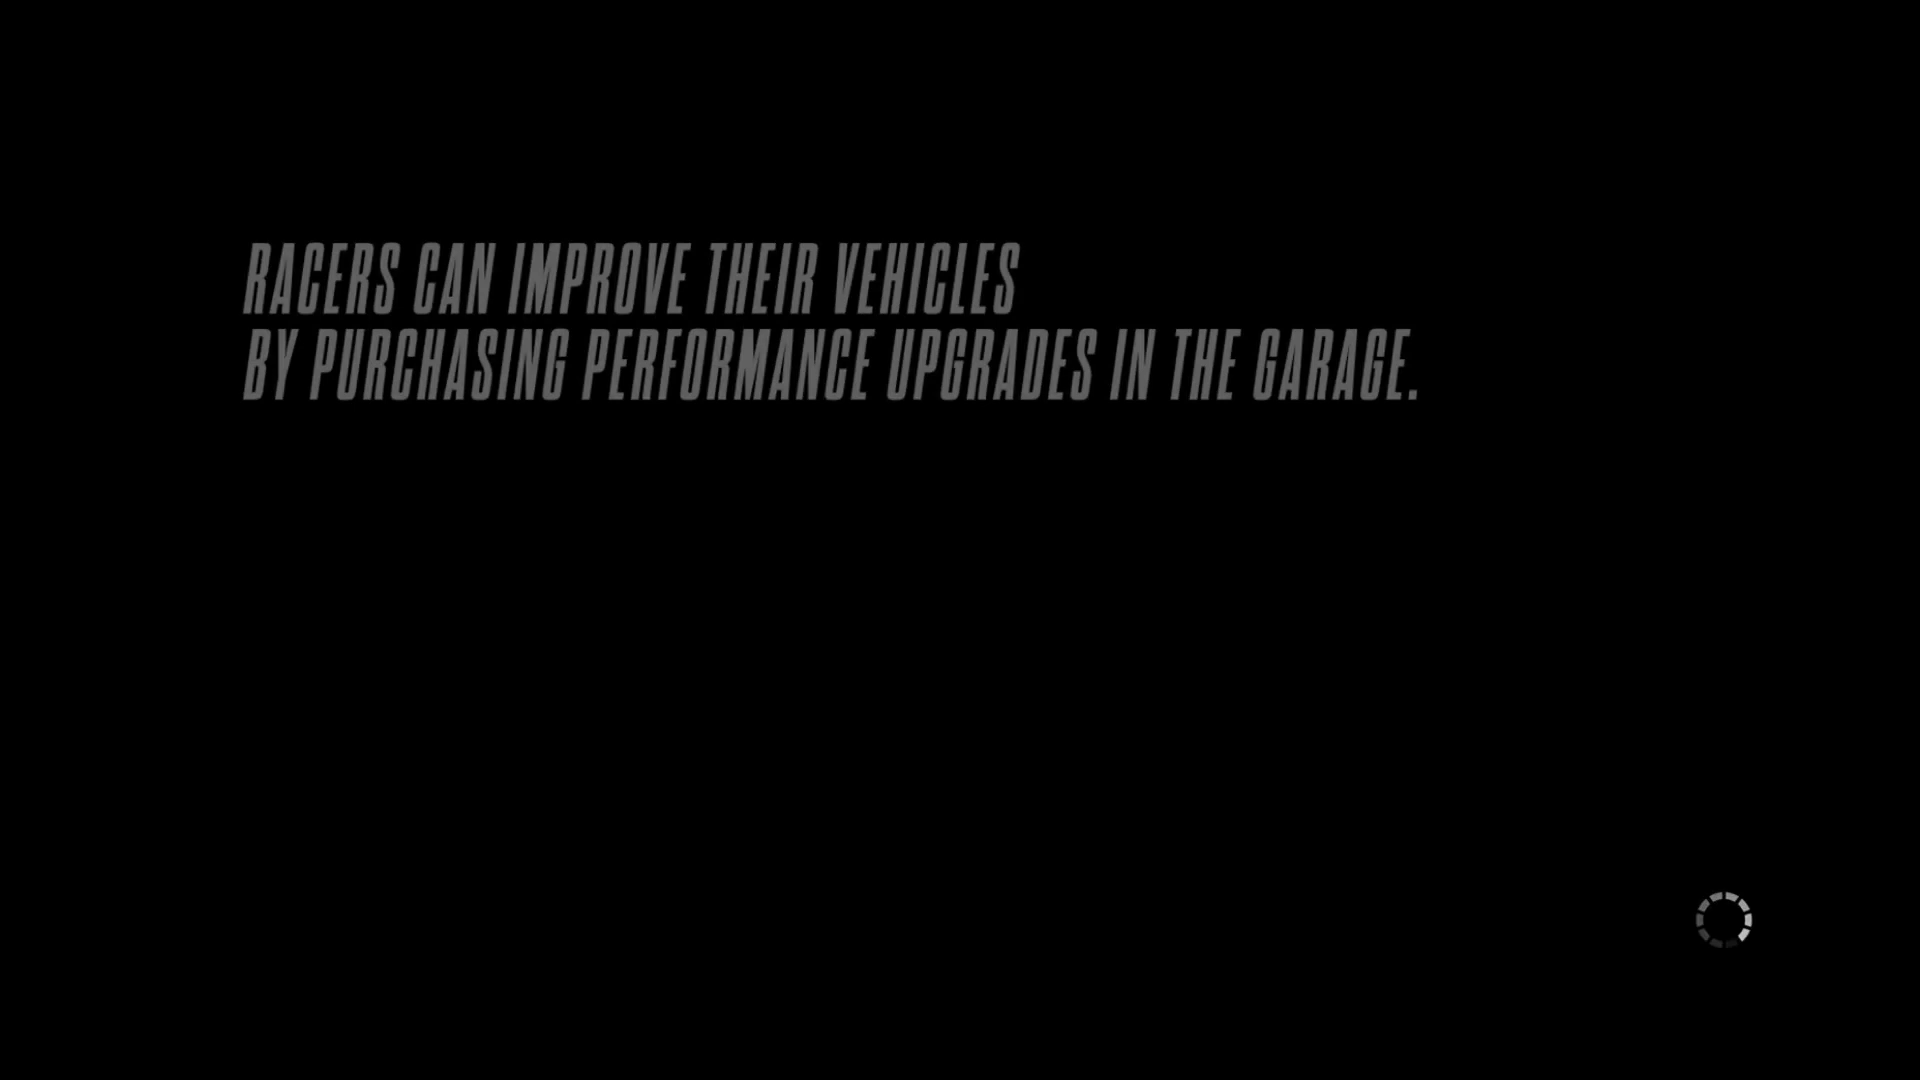 RACERS CAN IMPROVE THEIR VEHICLES
BY PURCHASING PERFORMANCE UPGRADES IN THE GARAGE.